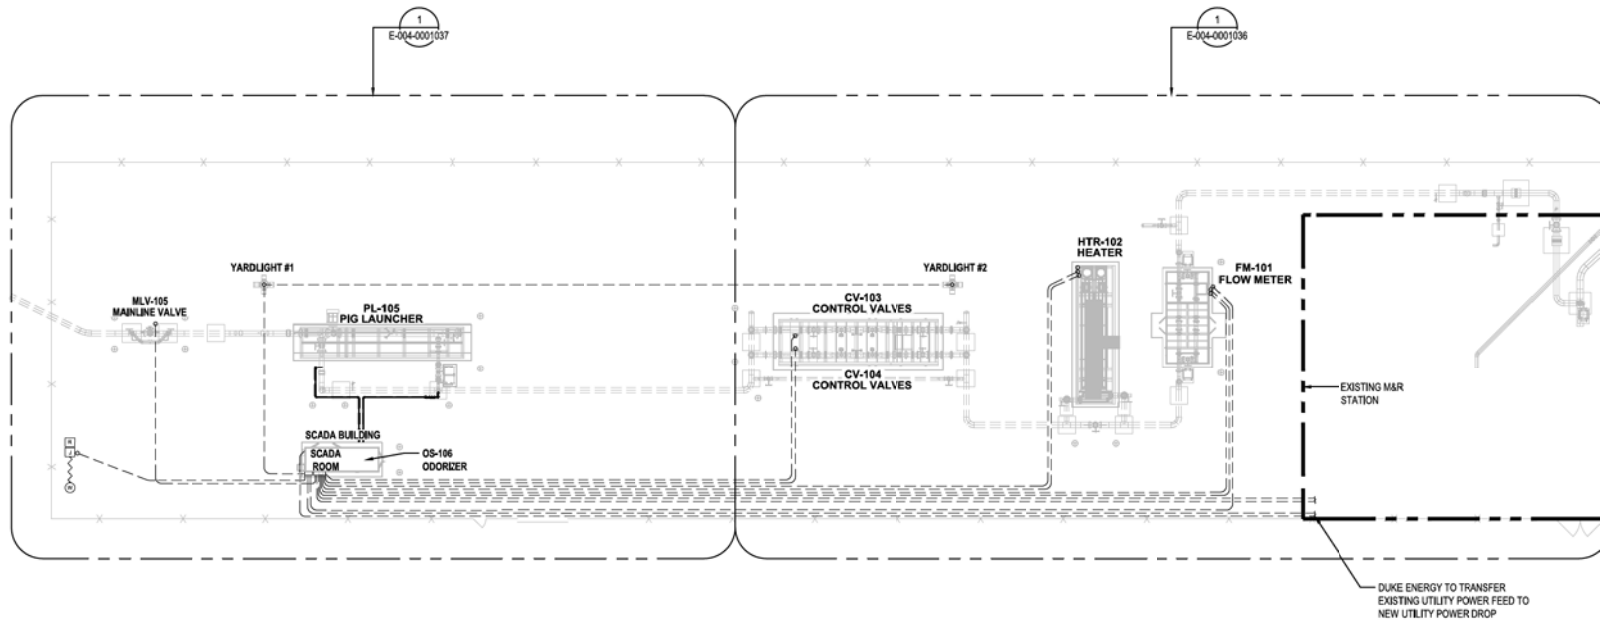 1
E-004-0001037
1
E-004-0001036
YARDLIGHT #1
YARDLIGHT #2
HTR-102
HEATER
FM-101
FLOW METER
MLV-105
MAINLINE VALVE
PL-105
PIG LAUNCHER
CV-103
CONTROL VALVES
CV-104
CONTROL VALVES
EXISTING M&R
STATION
SCADA BUILDING
SCADA
ROOM
OS-106
ODORIZER
R
J
W
DUKE ENERGY TO TRANSFER
EXISTING UTILITY POWER FEED TO
NEW UTILITY POWER DROP